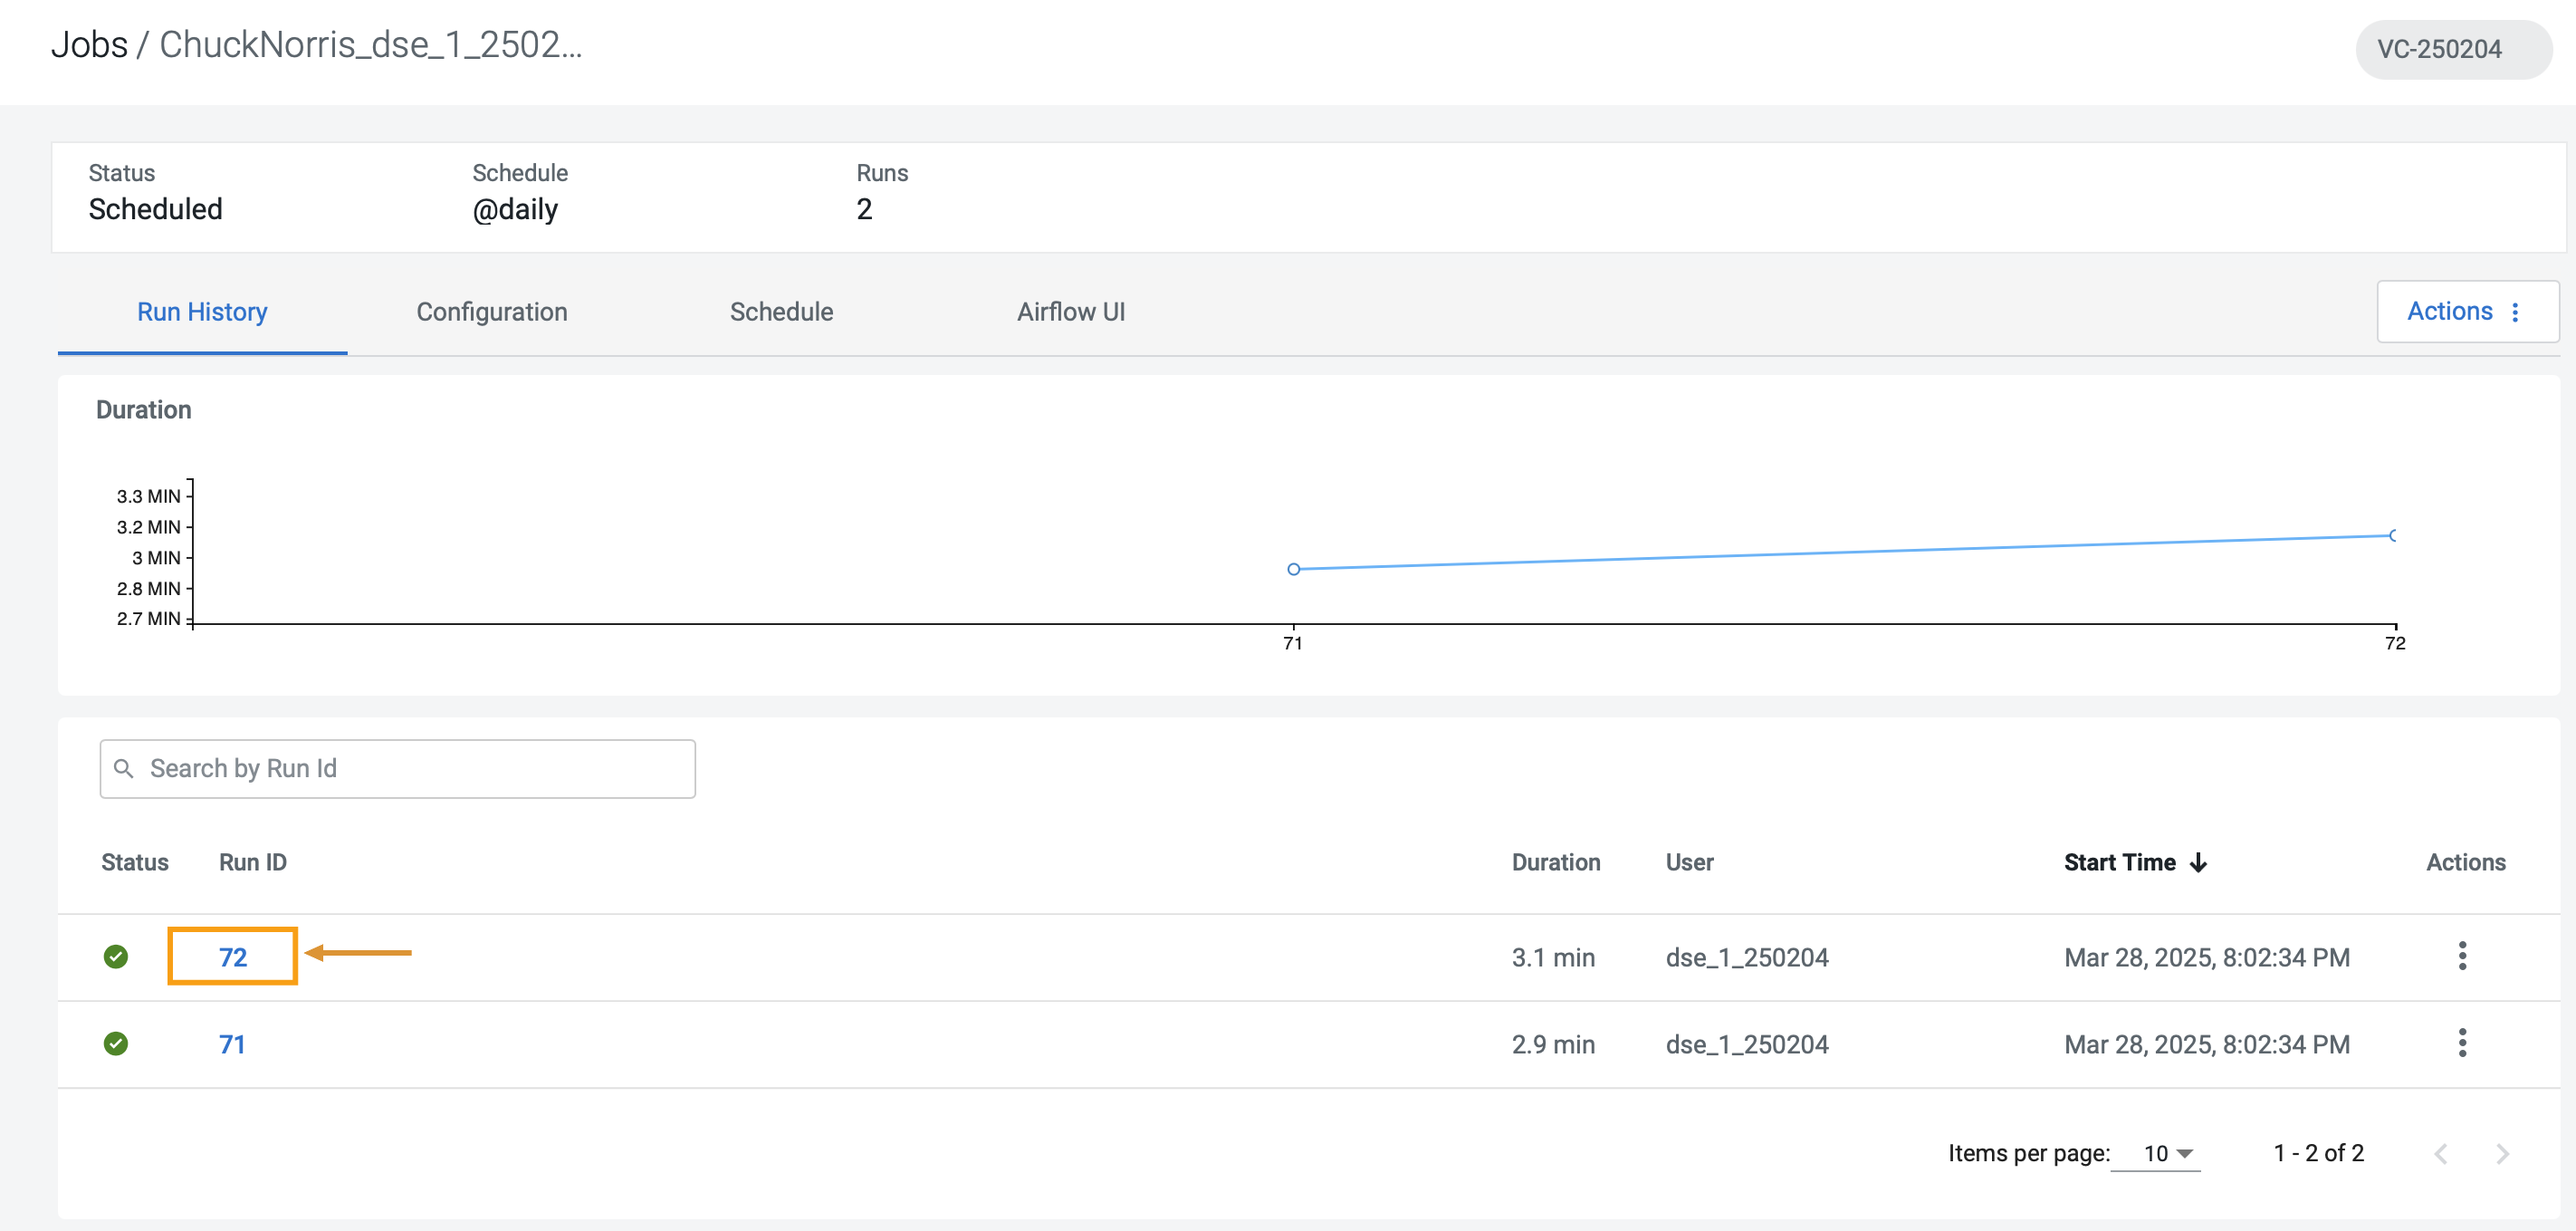 Jobs / ChuckNorris_dse_1_2502...
VC-250204
Status Schedule Runs
Scheduled @daily 2
Run History Configuration Schedule Airflow UI Actions
Duration
3.3 MIN
3.2 MIN
3 MIN
2.8 MIN
2.7 MIN
71 72
Search by Run Id
Status Run ID Duration User Start Time Actions
72 3.1 min dse_1_250204 Mar 28, 2025, 8:02:34 PM
71 2.9 min dse_1_250204 Mar 28, 2025, 8:02:34 PM
Items per page: 10 1 - 2 of 2